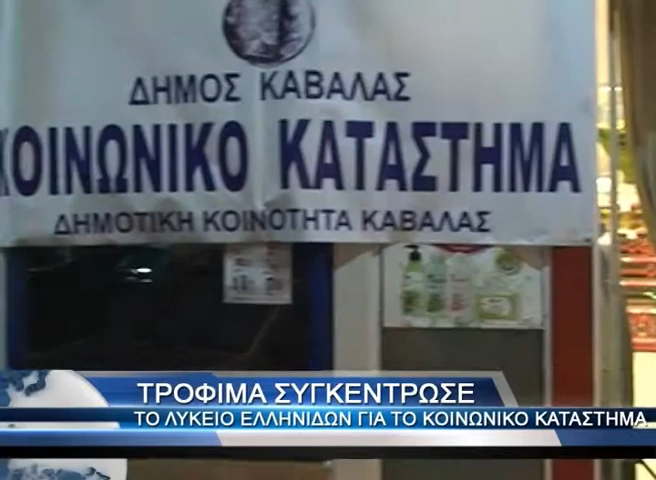 ΔΗΜΟΣ ΚΑΒΑΛΑΣ
ΚΟΙΝΩΝΙΚΟ ΚΑΤΑΣΤΗΜΑ
ΔΗΜΟΤΙΚΗ ΚΟΙΝΟΤΗΤΑ ΚΑΒΑΛΑΣ
ΤΡΟΦΙΜΑ ΣΥΓΚΕΝΤΡΩΣΕ
ΤΟ ΛΥΚΕΙΟ ΕΛΛΗΝΙΔΩΝ ΓΙΑ ΤΟ ΚΟΙΝΩΝΙΚΟ ΚΑΤΑΣΤΗΜΑ